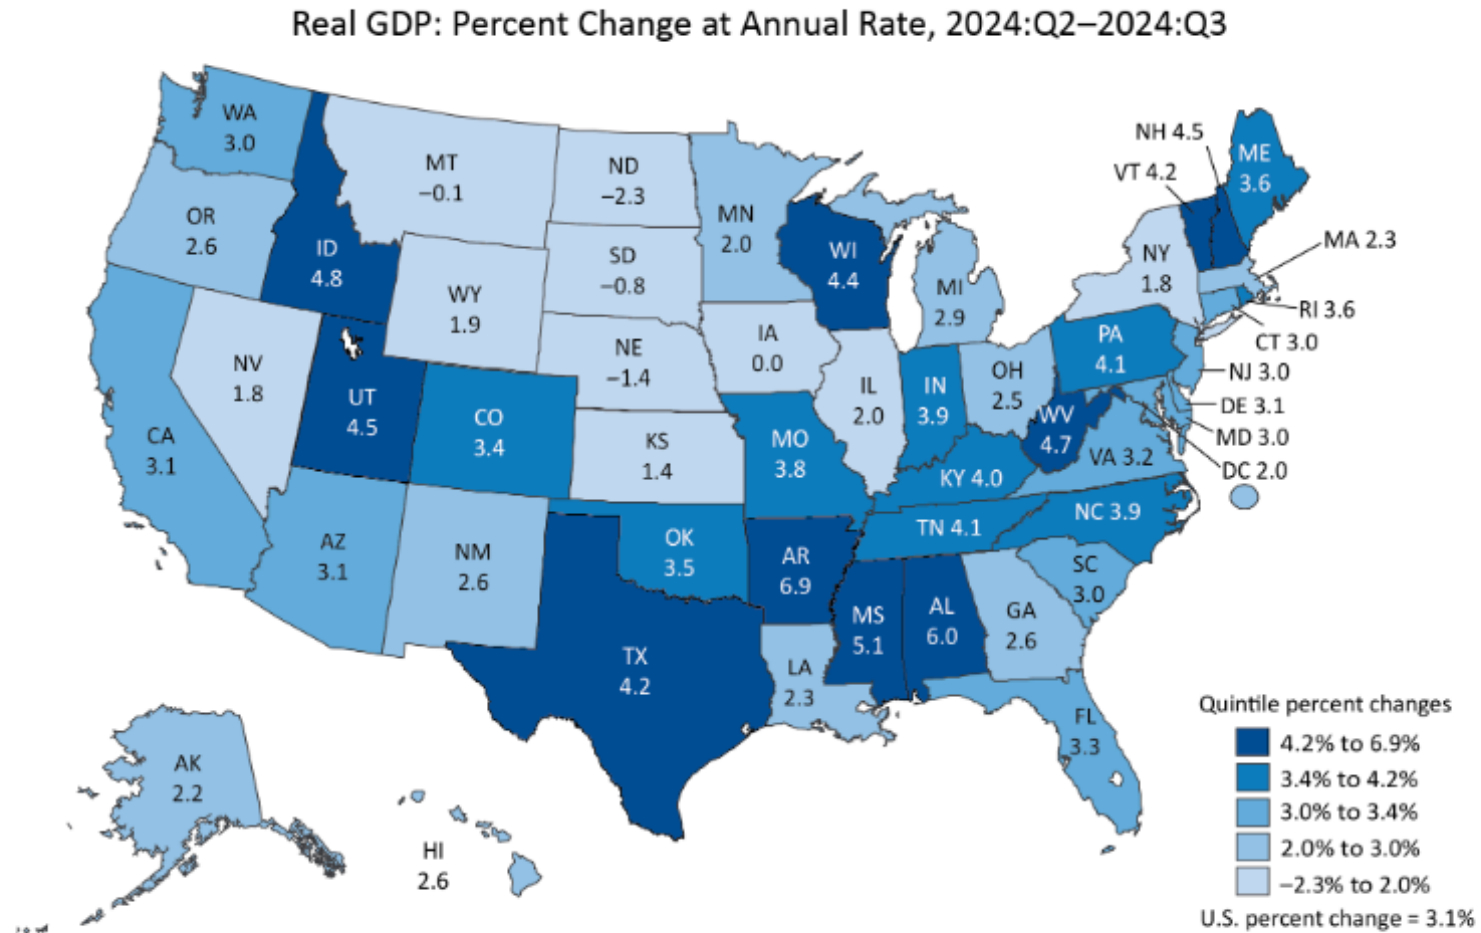 Real GDP: Percent Change at Annual Rate, 2024:Q2–2024:Q3
WA
3.0
MT
–0.1
ND
–2.3
MN
2.0
NH 4.5
VT 4.2
ME
3.6
OR
2.6
ID
4.8
SD
–0.8
WI
4.4
MI
2.9
NY
1.8
MA 2.3
RI 3.6
CT 3.0
WY
1.9
NV
1.8
UT
4.5
CO
3.4
NE
–1.4
IA
0.0
IL
2.0
IN
3.9
OH
2.5
PA
4.1
NJ 3.0
DE 3.1
MD 3.0
DC 2.0
WV
4.7
VA 3.2
CA
3.1
KS
1.4
MO
3.8
KY 4.0
NC 3.9
TN 4.1
AZ
3.1
NM
2.6
OK
3.5
AR
6.9
SC
3.0
MS
5.1
AL
6.0
GA
2.6
TX
4.2
LA
2.3
FL
3.3
AK
2.2
HI
2.6
Quintile percent changes
4.2% to 6.9%
3.4% to 4.2%
3.0% to 3.4%
2.0% to 3.0%
–2.3% to 2.0%
U.S. percent change = 3.1%